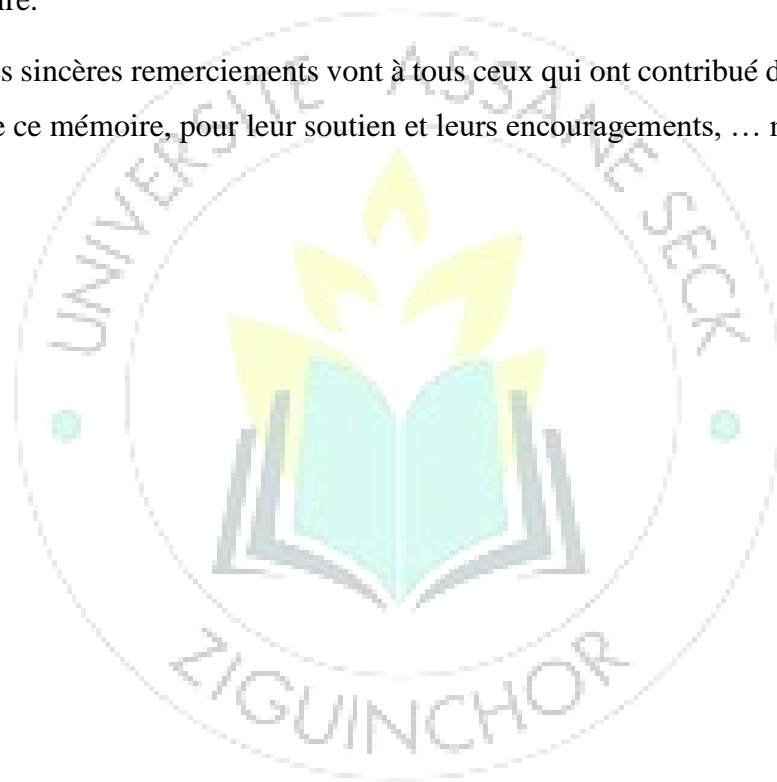 s sincères remerciements vont à tous ceux qui ont contribué d
e ce mémoire, pour leur soutien et leurs encouragements, …
UNIVERSITE ASSANE SECK
ZIGUINCHOR